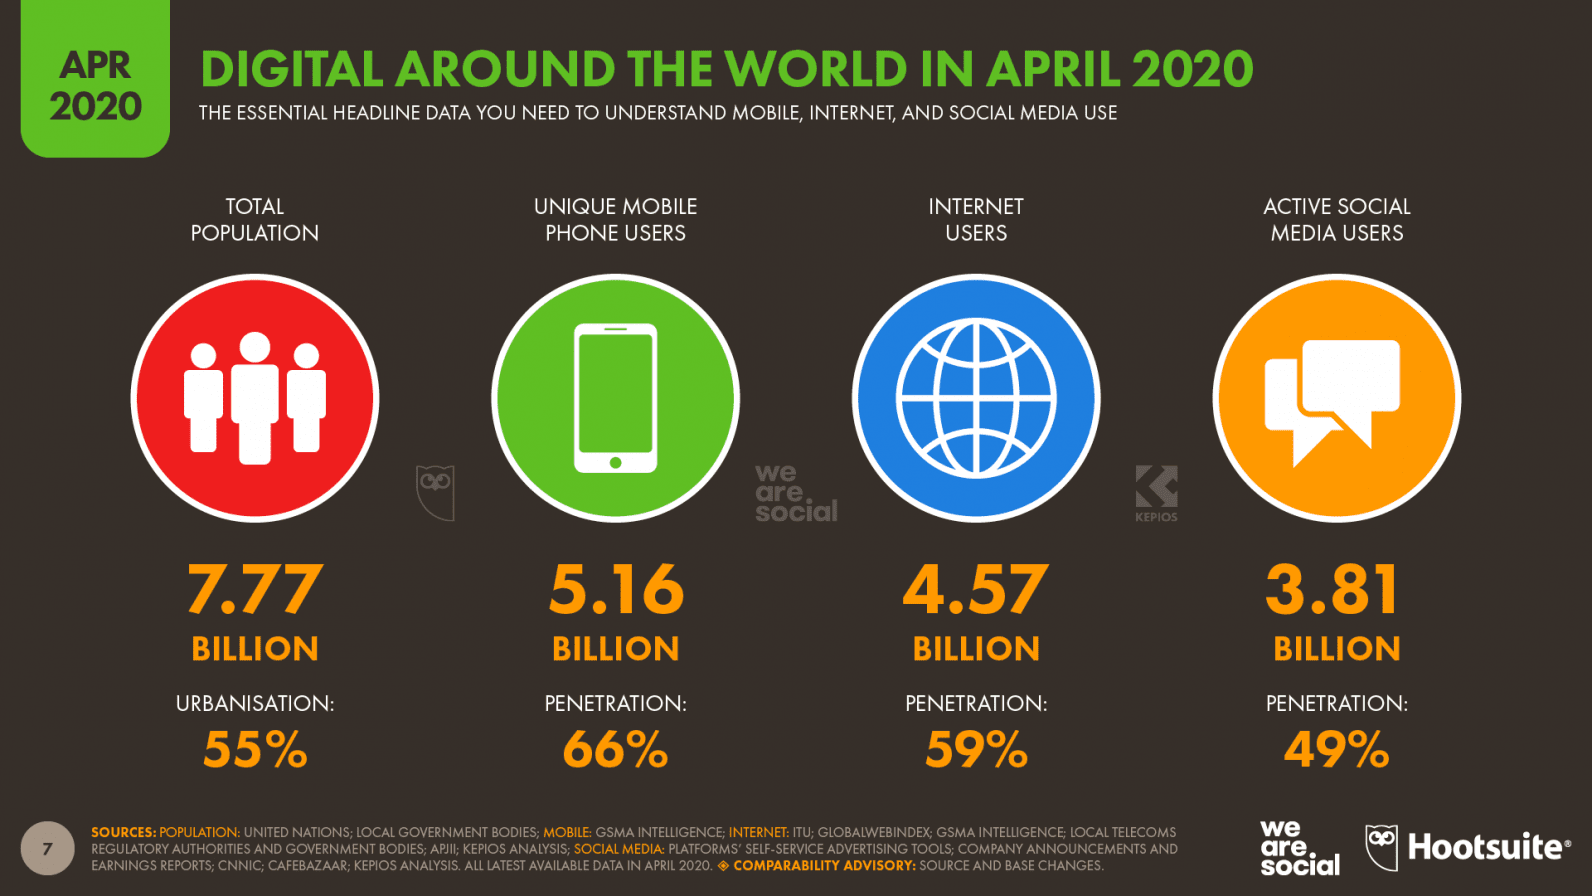 APR
2020
DIGITAL AROUND THE WORLD IN APRIL 2020
THE ESSENTIAL HEADLINE DATA YOU NEED TO UNDERSTAND MOBILE, INTERNET, AND SOCIAL MEDIA USE
TOTAL
POPULATION
7.77
BILLION
URBANISATION:
55%
UNIQUE MOBILE
PHONE USERS
5.16
BILLION
PENETRATION:
66%
INTERNET
USERS
4.57
BILLION
PENETRATION:
59%
ACTIVE SOCIAL
MEDIA USERS
3.81
BILLION
PENETRATION:
49%
we
are
social
KEPIOS
7
SOURCES: POPULATION: UNITED NATIONS; LOCAL GOVERNMENT BODIES; MOBILE: GSMA INTELLIGENCE; INTERNET: ITU; GLOBALWEBINDEX; GSMA INTELLIGENCE; LOCAL TELECOMS
REGULATORY AUTHORITIES AND GOVERNMENT BODIES; APJII; KEPIOS ANALYSIS; SOCIAL MEDIA: PLATFORMS' SELF-SERVICE ADVERTISING TOOLS; COMPANY ANNOUNCEMENTS AND
EARNINGS REPORTS; CNNIC; CAFEBAZAAR; KEPIOS ANALYSIS. ALL LATEST AVAILABLE DATA IN APRIL 2020. ◈ COMPARABILITY ADVISORY: SOURCE AND BASE CHANGES.
we
are
social
Hootsuite®